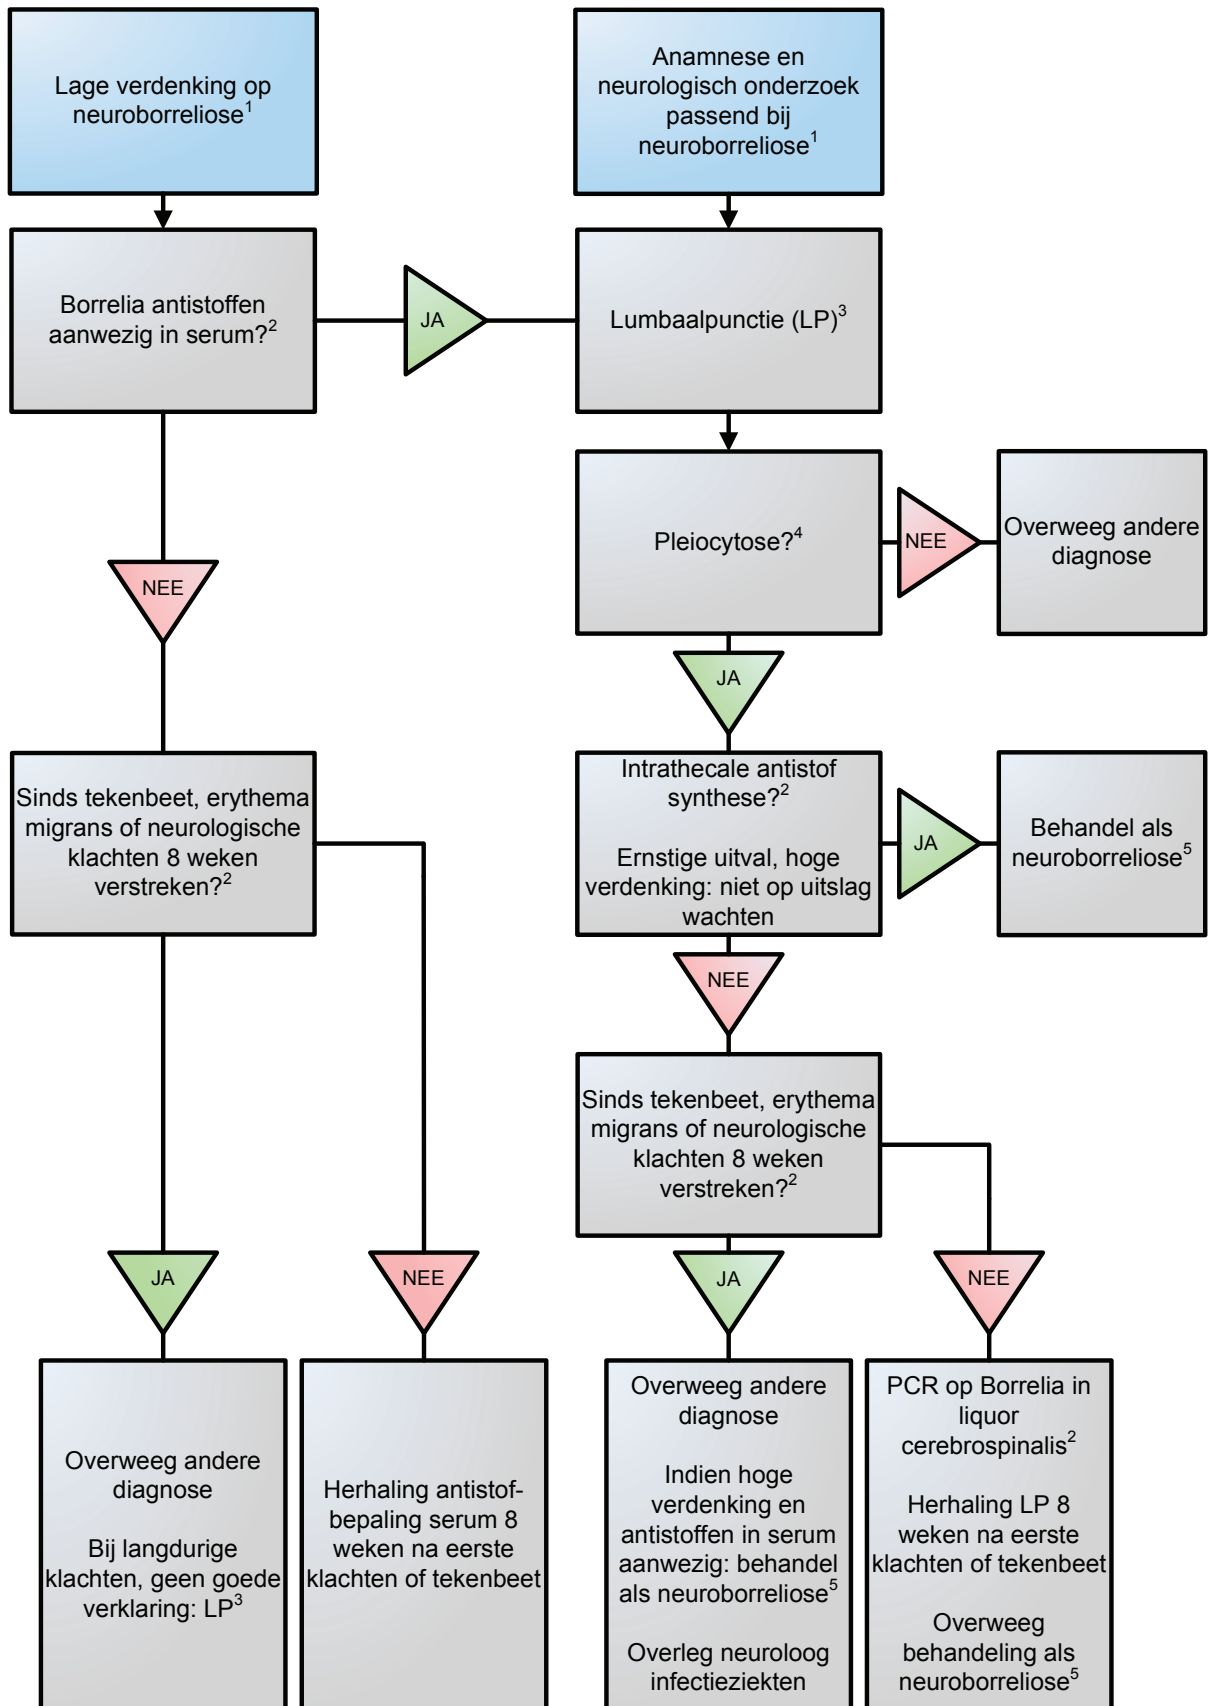 Lage verdenking op
neuroborreliose¹
Anamnese en
neurologisch onderzoek
passend bij
neuroborreliose¹
Borrelia antistoffen
aanwezig in serum?²
JA
Lumbaalpunctie (LP)³
NEE
Pleiocytose?⁴
NEE
Overweeg andere
diagnose
JA
Sinds tekenbeet, erythema
migrans of neurologische
klachten 8 weken
verstreken?²
Intrathecale antistof
synthese?²
Ernstige uitval, hoge
verdenking: niet op uitslag
wachten
JA
Behandel als
neuroborreliose⁵
NEE
Sinds tekenbeet, erythema
migrans of neurologische
klachten 8 weken
verstreken?²
JA
NEE
JA
NEE
Overweeg andere
diagnose
Bij langdurige
klachten, geen goede
verklaring: LP³
Herhaling antistof-
bepaling serum 8
weken na eerste
klachten of tekenbeet
Overweeg andere
diagnose
Indien hoge
verdenking en
antistoffen in serum
aanwezig: behandel
als neuroborreliose⁵
Overleg neuroloog
infectieziekten
PCR op Borrelia in
liquor
cerebrospinalis²
Herhaling LP 8
weken na eerste
klachten of tekenbeet
Overweeg
behandeling als
neuroborreliose⁵